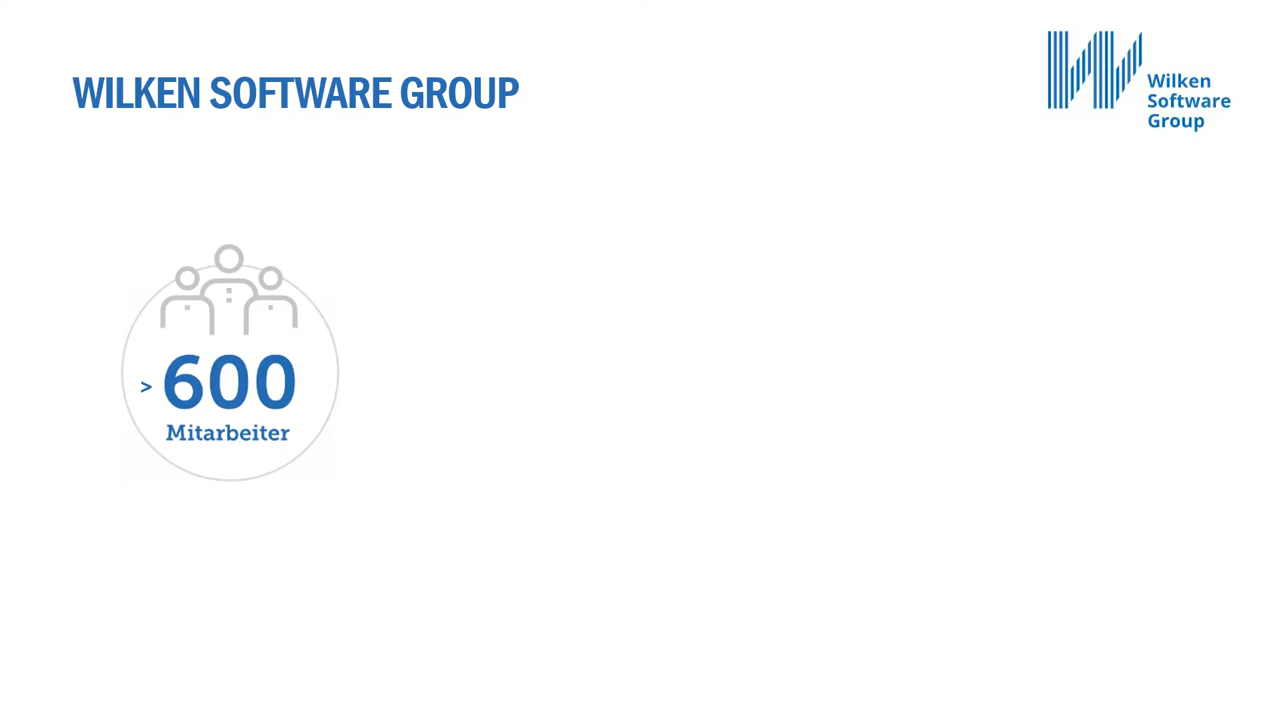 WILKEN SOFTWARE GROUP
Wilken
Software
Group
> 600
Mitarbeiter